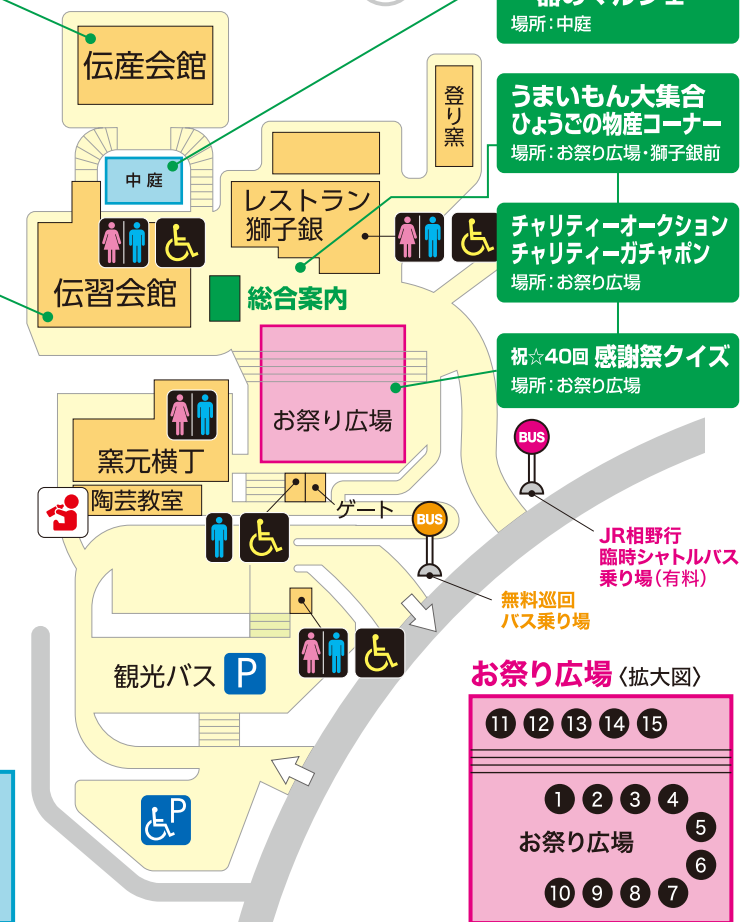 場所：中庭
伝産会館
登り窯
うまいもん大集合
ひょうごの物産コーナー
場所：お祭り広場・獅子銀前
中庭
レストラン
獅子銀
チャリティーオークション
チャリティーガチャポン
場所：お祭り広場
伝習会館
総合案内
祝☆40回 感謝祭クイズ
場所：お祭り広場
お祭り広場
窯元横丁
陶芸教室
ゲート
BUS
BUS
JR相野行
臨時シャトルバス
乗り場（有料）
無料巡回
バス乗り場
観光バス P
P
お祭り広場〈拡大図〉
11 12 13 14 15
1 2 3 4
5
お祭り広場
6
10 9 8 7